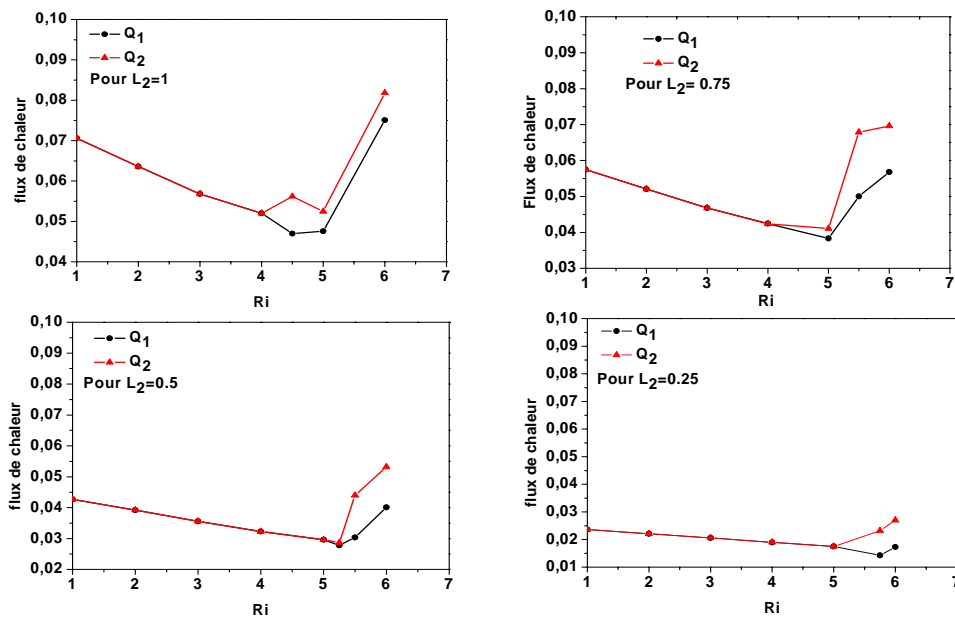 0,10
0,09
0,08
0,07
0,06
0,05
0,04
flux de chaleur
Q1
Q2
Pour L2=1
1 2 3 4 5 6 7
Ri
0,10
0,09
0,08
0,07
0,06
0,05
0,04
0,03
Flux de chaleur
Q1
Q2
Pour L2= 0.75
1 2 3 4 5 6 7
Ri
0,10
0,09
0,08
0,07
0,06
0,05
0,04
0,03
0,02
flux de chaleur
Q1
Q2
Pour L2=0.5
1 2 3 4 5 6 7
Ri
0,10
0,09
0,08
0,07
0,06
0,05
0,04
0,03
0,02
0,01
flux de chaleur
Q1
Q2
Pour L2=0.25
1 2 3 4 5 6 7
Ri